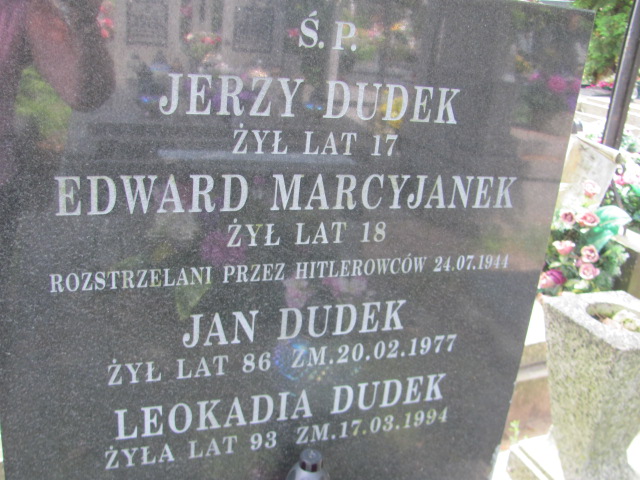 Ś. P.
JERZY DUDEK
ŻYŁ LAT 17
EDWARD MARCYJANEK
ŻYŁ LAT 18
ROZSTRZELANI PRZEZ HITLEROWCÓW 24.07.1944
JAN DUDEK
ŻYŁ LAT 86 ZM.20.02.1977
LEOKADIA DUDEK
ŻYŁA LAT 93 ZM.17.03.1994